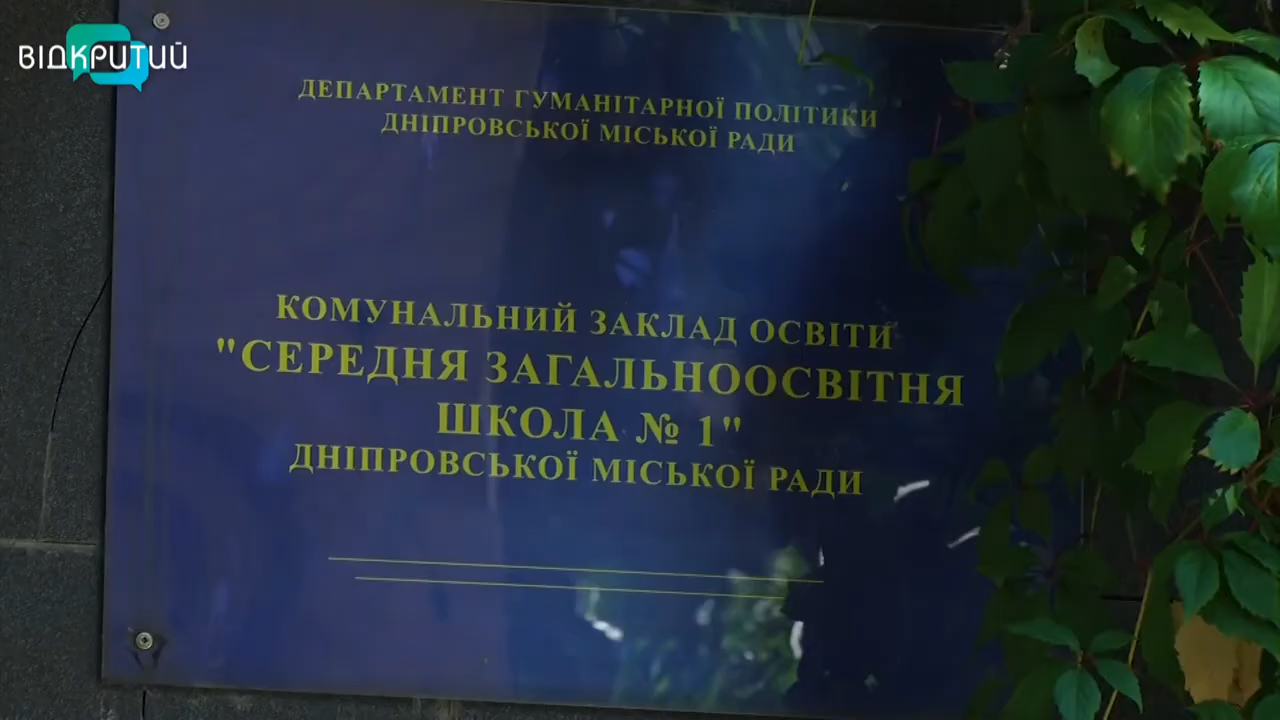 ВІДКРИТИЙ
ДЕПАРТАМЕНТ ГУМАНІТАРНОЇ ПОЛІТИКИ
ДНІПРОВСЬКОЇ МІСЬКОЇ РАДИ
КОМУНАЛЬНИЙ ЗАКЛАД ОСВІТИ
"СЕРЕДНЯ ЗАГАЛЬНООСВІТНЯ
ШКОЛА № 1"
ДНІПРОВСЬКОЇ МІСЬКОЇ РАДИ